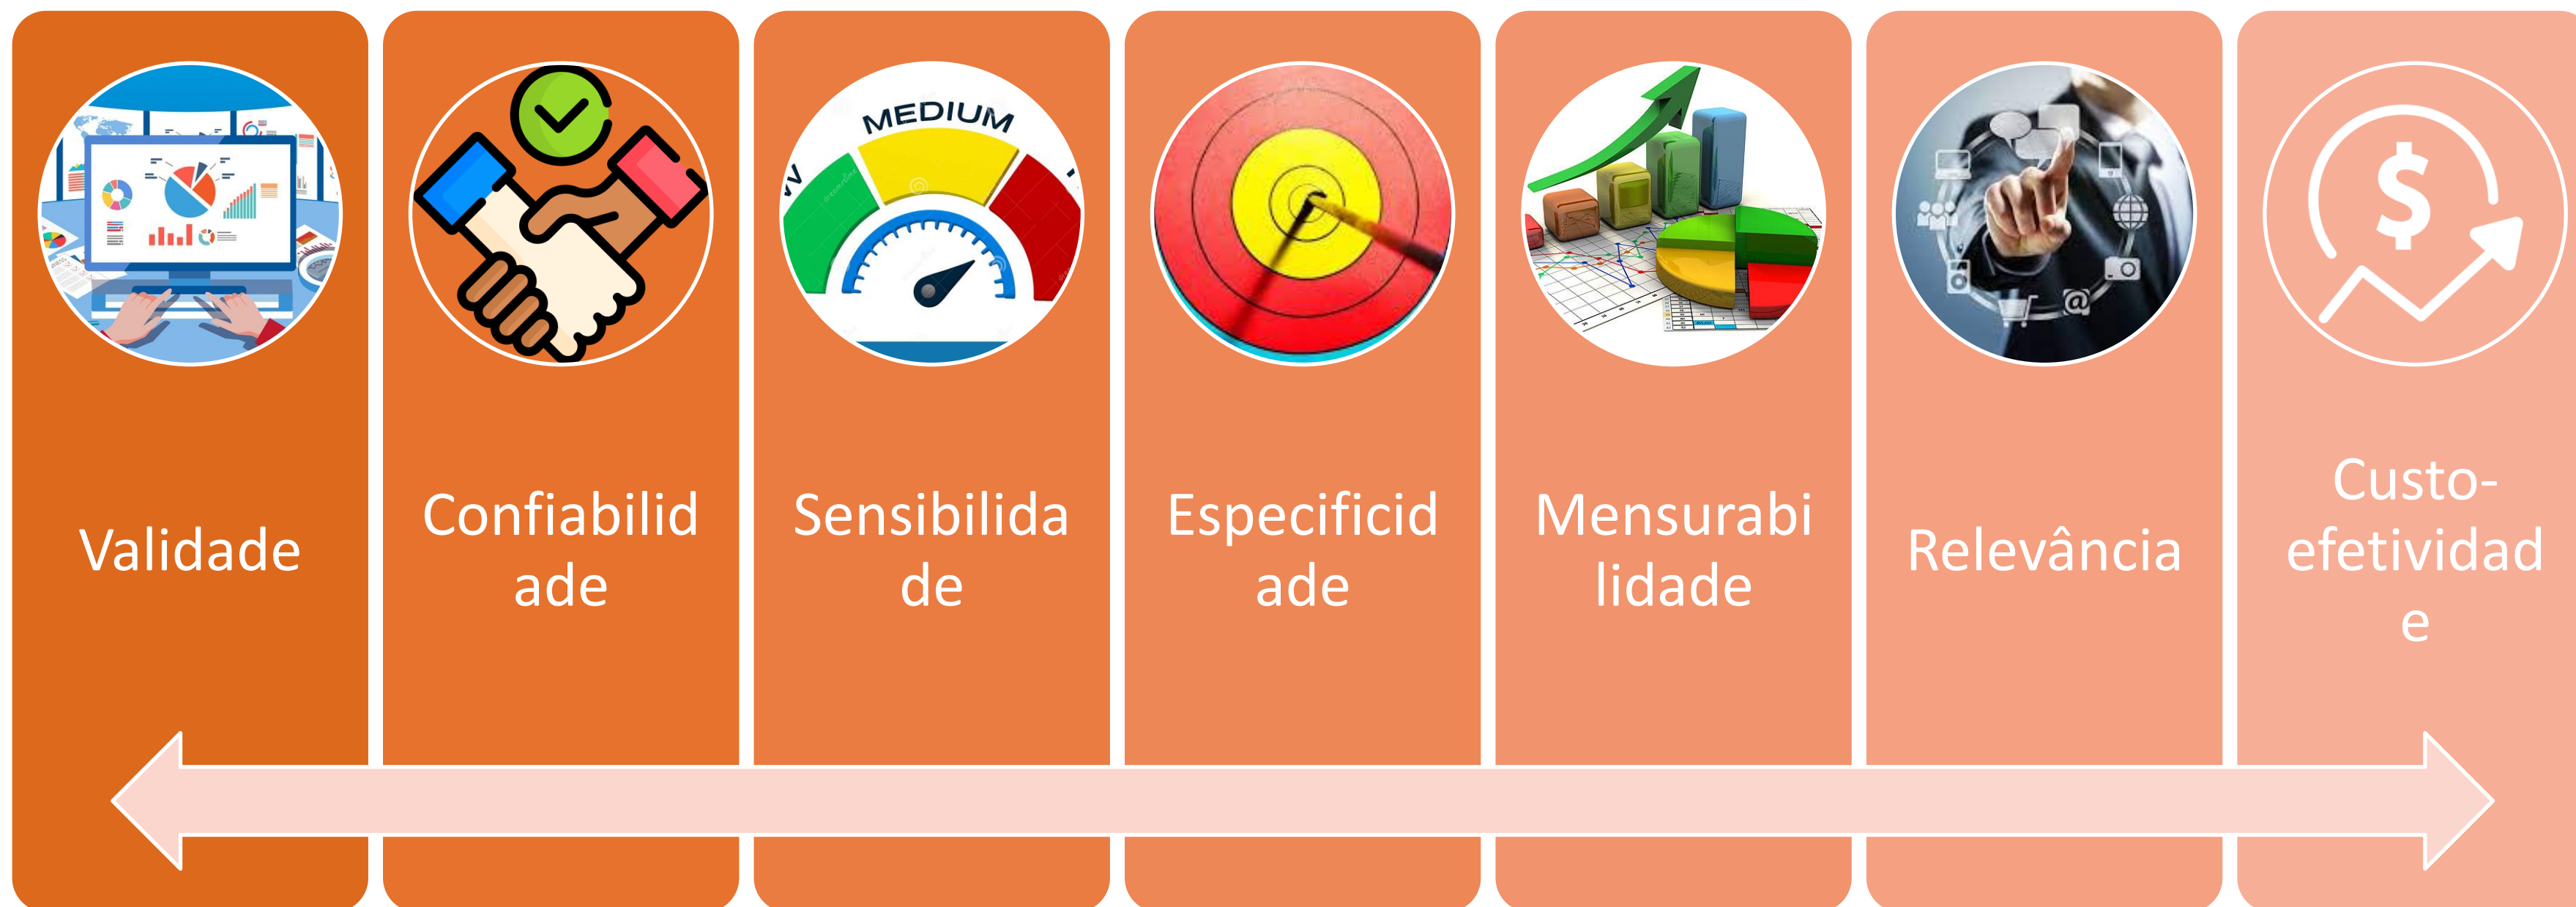 MEDIUM
Validade
Confiabilid
ade
Sensibilida
de
Especificid
ade
Mensurabi
lidade
Relevância
Custo-
efetividad
e
$
@